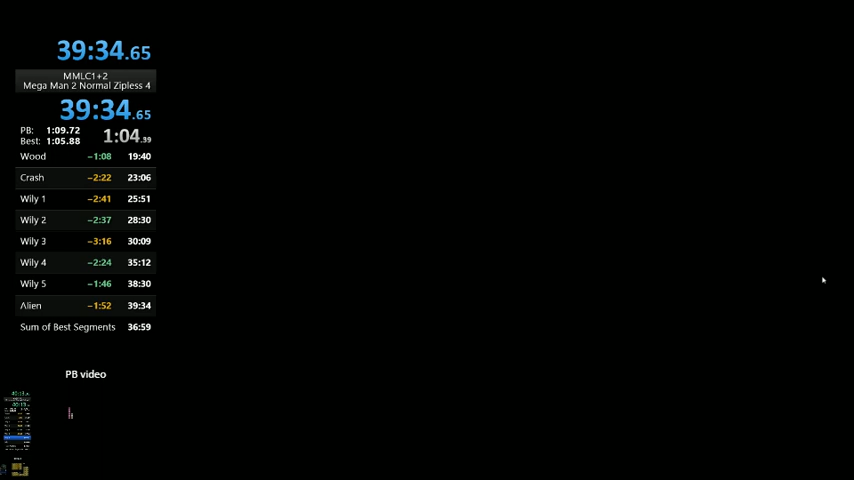 39:34.65
MMLC1+2
Mega Man 2 Normal Zipless 4
39:34.65
PB: 1:09.72
Best: 1:05.88
1:04.39
Wood −1:08 19:40
Crash −2:22 23:06
Wily 1 −2:41 25:51
Wily 2 −2:37 28:30
Wily 3 −3:16 30:09
Wily 4 −2:24 35:12
Wily 5 −1:46 38:30
Alien −1:52 39:34
Sum of Best Segments 36:59
PB video